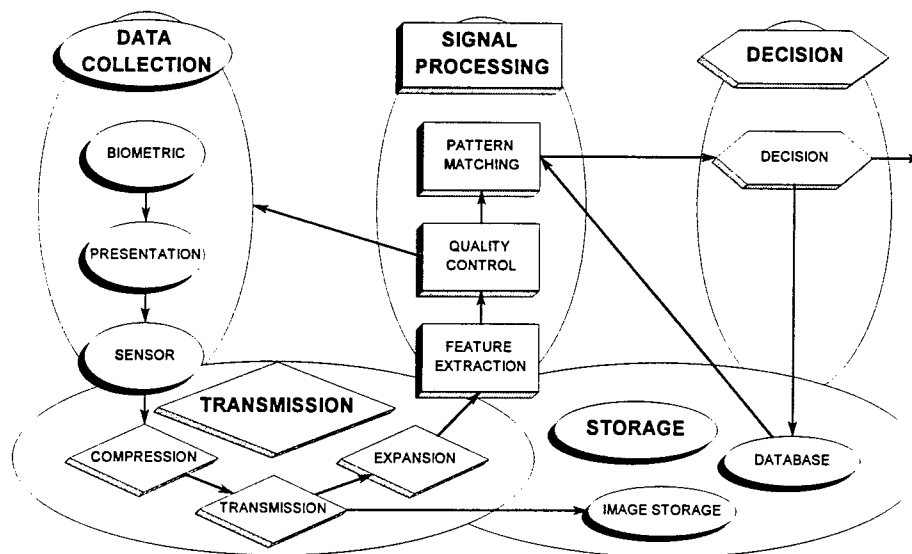 DATA
COLLECTION
SIGNAL
PROCESSING
DECISION
BIOMETRIC
PATTERN
MATCHING
DECISION
PRESENTATION
QUALITY
CONTROL
SENSOR
FEATURE
EXTRACTION
TRANSMISSION
STORAGE
COMPRESSION
EXPANSION
DATABASE
TRANSMISSION
IMAGE STORAGE